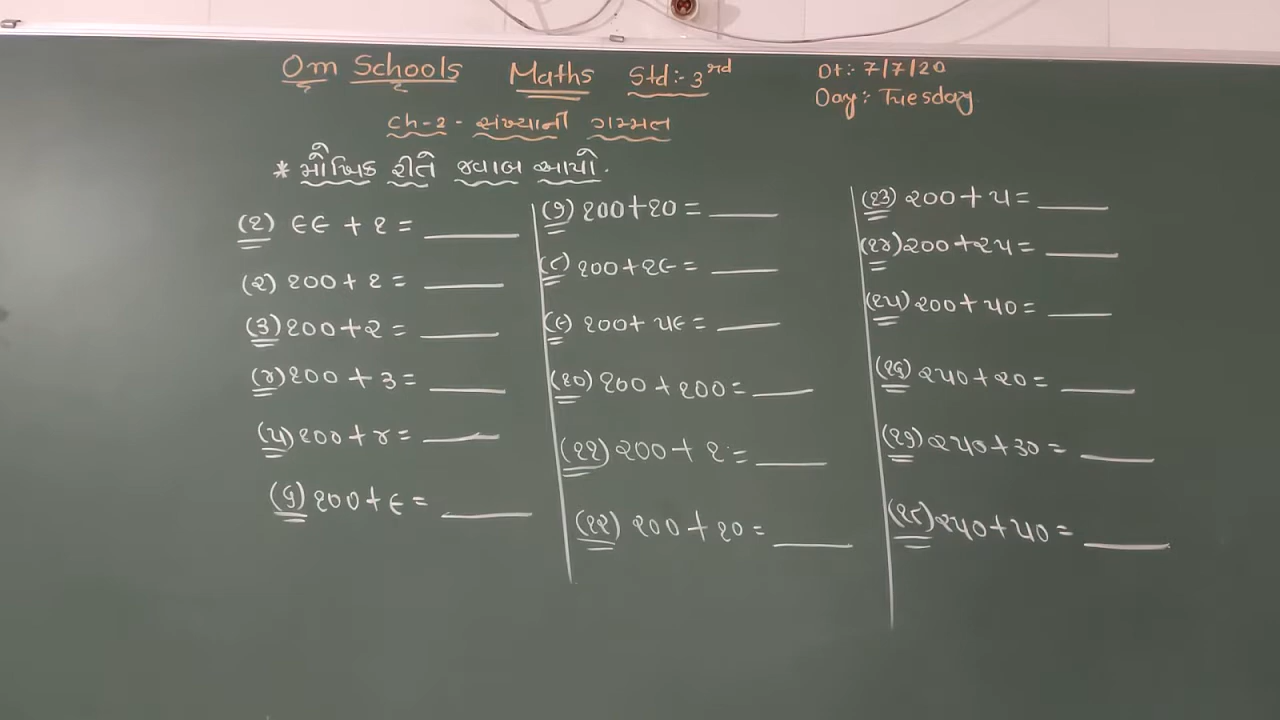 Om Schools Maths Std:- 3rd Dt:- 7/7/20
Day:- Tuesday
Ch-2 - સંખ્યાની ગમ્મત
* મૌખિક રીતે જવાબ આપો.
(૧) ૯૯ + ૧ = ____
(૨) ૧૦૦ + ૧ = ____
(૩) ૧૦૦ + ૨ = ____
(૪) ૧૦૦ + ૩ = ____
(૫) ૧૦૦ + ૪ = ____
(૬) ૧૦૦ + ૯ = ____
(૭) ૧૦૦ + ૧૦ = ____
(૮) ૧૦૦ + ૧૯ = ____
(૯) ૧૦૦ + ૫૯ = ____
(૧૦) ૧૦૦ + ૧૦૦ = ____
(૧૧) ૨૦૦ + ૧ = ____
(૧૨) ૨૦૦ + ૧૦ = ____
(૧૩) ૨૦૦ + ૫ = ____
(૧૪) ૨૦૦ + ૨૫ = ____
(૧૫) ૨૦૦ + ૫૦ = ____
(૧૬) ૨૫૦ + ૨૦ = ____
(૧૭) ૨૫૦ + ૩૦ = ____
(૧૮) ૨૫૦ + ૫૦ = ____